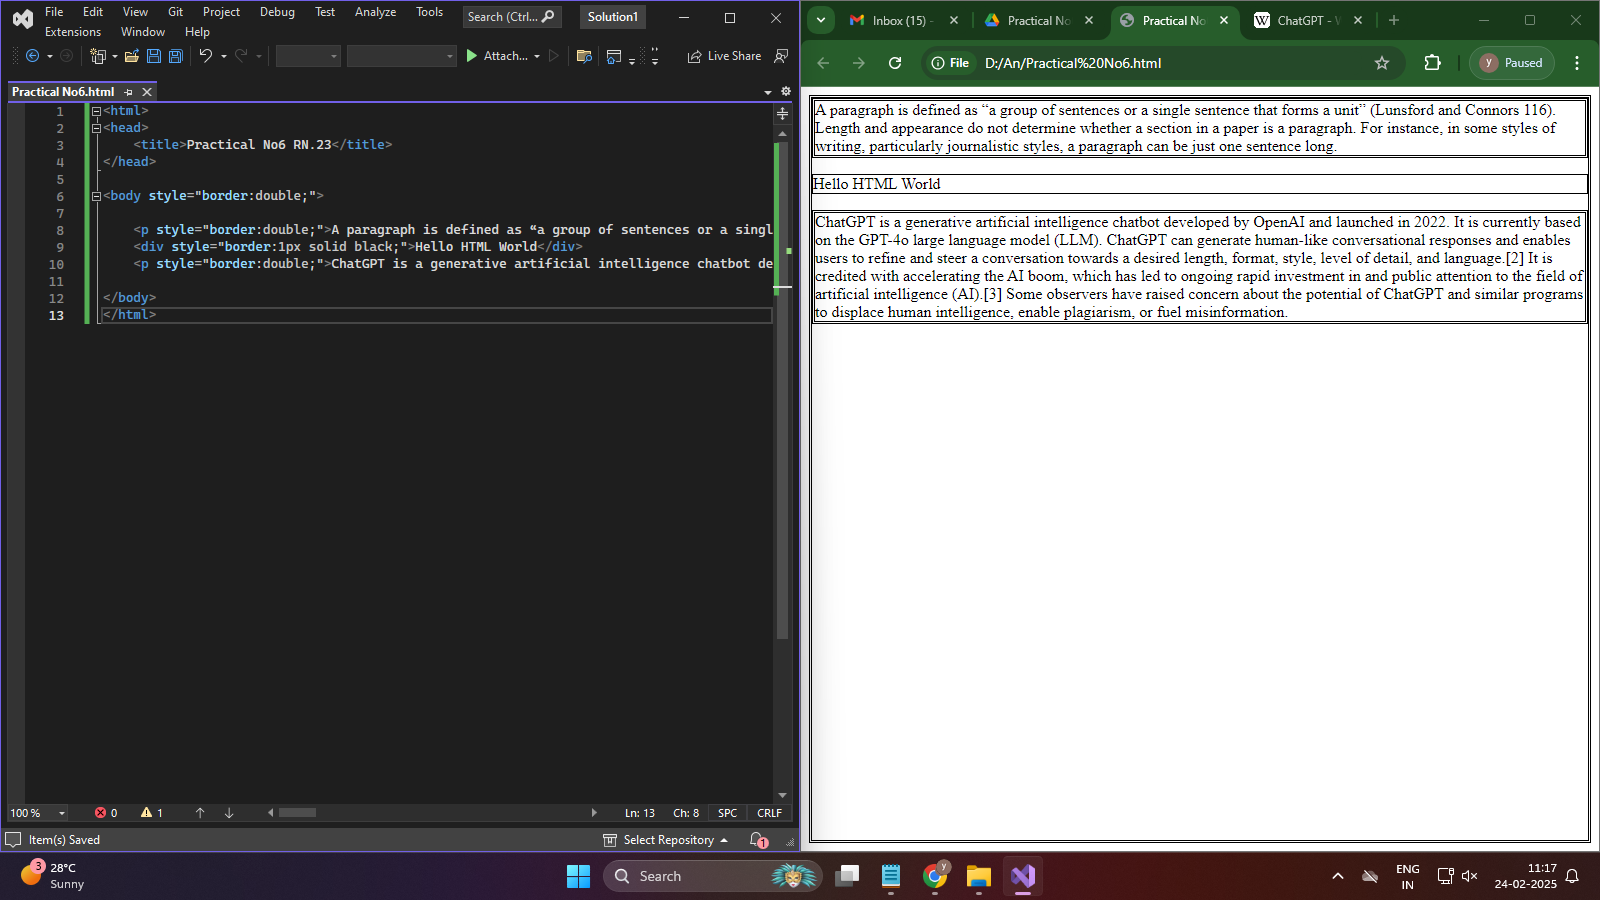 File Edit View Git Project Debug Test Analyze Tools
Search (Ctrl... Solution1
Extensions Window Help
Attach... Live Share
Practical No6.html
1 <html>
2 <head>
3 <title>Practical No6 RN.23</title>
4 </head>
5
6 <body style="border:double;">
7
8 <p style="border:double;">A paragraph is defined as “a group of sentences or a singl
9 <div style="border:1px solid black;">Hello HTML World</div>
10 <p style="border:double;">ChatGPT is a generative artificial intelligence chatbot de
11
12 </body>
13 </html>
100 % 0 1 Ln: 13 Ch: 8 SPC CRLF
Item(s) Saved Select Repository 1
Inbox (15) - Practical No Practical No ChatGPT - W
File D:/An/Practical%20No6.html y Paused
A paragraph is defined as “a group of sentences or a single sentence that forms a unit” (Lunsford and Connors 116).
Length and appearance do not determine whether a section in a paper is a paragraph. For instance, in some styles of
writing, particularly journalistic styles, a paragraph can be just one sentence long.
Hello HTML World
ChatGPT is a generative artificial intelligence chatbot developed by OpenAI and launched in 2022. It is currently based
on the GPT-4o large language model (LLM). ChatGPT can generate human-like conversational responses and enables
users to refine and steer a conversation towards a desired length, format, style, level of detail, and language.[2] It is
credited with accelerating the AI boom, which has led to ongoing rapid investment in and public attention to the field of
artificial intelligence (AI).[3] Some observers have raised concern about the potential of ChatGPT and similar programs
to displace human intelligence, enable plagiarism, or fuel misinformation.
3 28°C
Sunny
Search
y
ENG
IN
11:17
24-02-2025